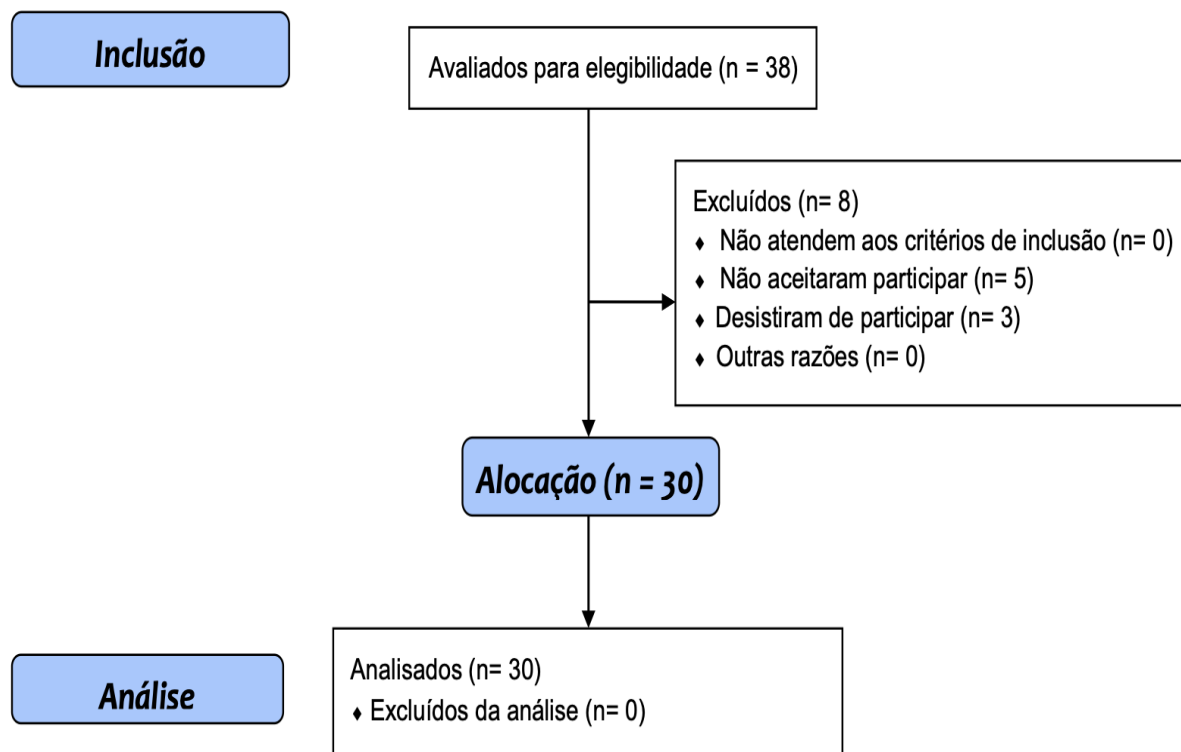 Inclusão
Avaliados para elegibilidade (n = 38)
Excluídos (n= 8)
♦ Não atendem aos critérios de inclusão (n= 0)
♦ Não aceitaram participar (n= 5)
♦ Desistiram de participar (n= 3)
♦ Outras razões (n= 0)
Alocação (n = 30)
Análise
Analisados (n= 30)
♦ Excluídos da análise (n= 0)